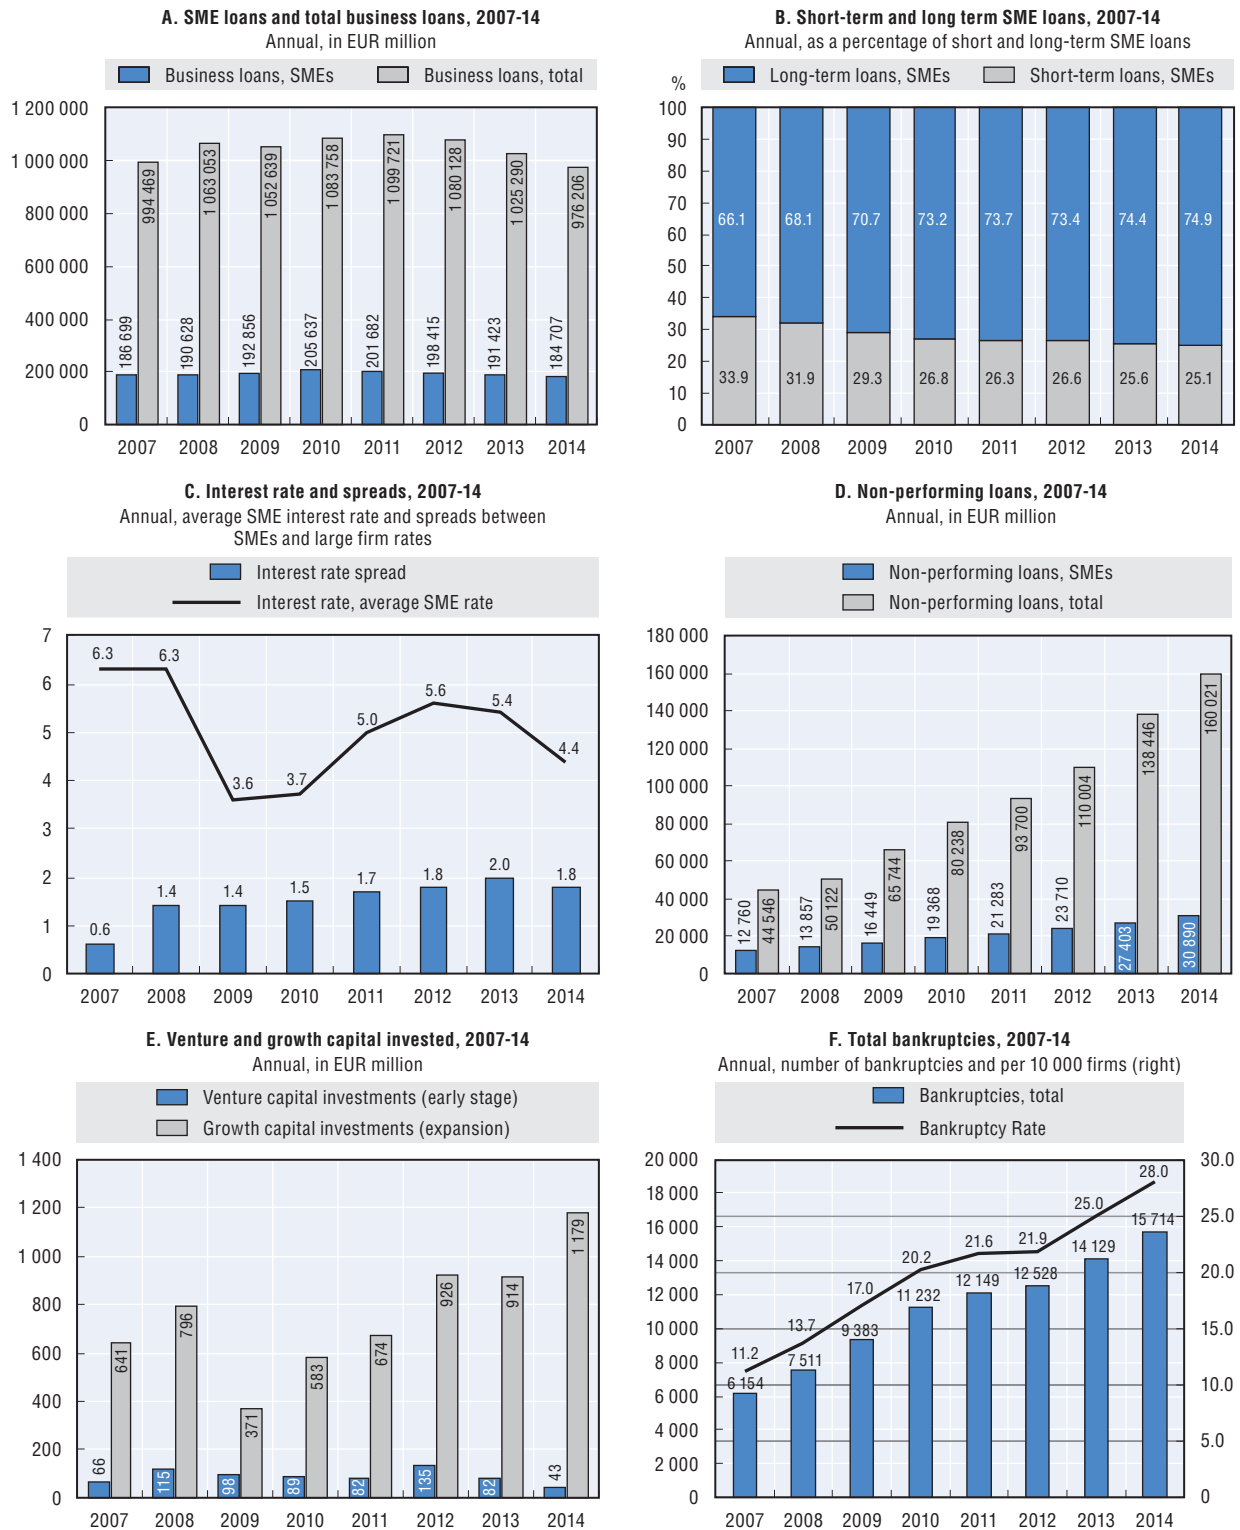 A. SME loans and total business loans, 2007-14
Annual, in EUR million
Business loans, SMEs Business loans, total
1 200 000
1 000 000
800 000
600 000
400 000
200 000
0
186 699 994 469 190 628 1 063 053 192 856 1 052 639 205 637 1 083 758 201 682 1 099 721 198 415 1 080 128 191 423 1 025 290 184 707 976 206
2007 2008 2009 2010 2011 2012 2013 2014
B. Short-term and long term SME loans, 2007-14
Annual, as a percentage of short and long-term SME loans
Long-term loans, SMEs Short-term loans, SMEs
%
100
90
80
70
60
50
40
30
20
10
0
66.1 68.1 70.7 73.2 73.7 73.4 74.4 74.9
33.9 31.9 29.3 26.8 26.3 26.6 25.6 25.1
2007 2008 2009 2010 2011 2012 2013 2014
C. Interest rate and spreads, 2007-14
Annual, average SME interest rate and spreads between
SMEs and large firm rates
Interest rate spread
Interest rate, average SME rate
7
6
5
4
3
2
1
0
6.3 6.3 3.6 3.7 5.0 5.6 5.4 4.4
0.6 1.4 1.4 1.5 1.7 1.8 2.0 1.8
2007 2008 2009 2010 2011 2012 2013 2014
D. Non-performing loans, 2007-14
Annual, in EUR million
Non-performing loans, SMEs
Non-performing loans, total
180 000
160 000
140 000
120 000
100 000
80 000
60 000
40 000
20 000
0
12 760 44 546 13 857 50 122 16 449 65 744 19 368 80 238 21 283 93 700 23 710 110 004 27 403 138 446 30 890 160 021
2007 2008 2009 2010 2011 2012 2013 2014
E. Venture and growth capital invested, 2007-14
Annual, in EUR million
Venture capital investments (early stage)
Growth capital investments (expansion)
1 400
1 200
1 000
800
600
400
200
0
66 641 115 796 98 371 89 583 82 674 135 926 82 914 43 1 179
2007 2008 2009 2010 2011 2012 2013 2014
F. Total bankruptcies, 2007-14
Annual, number of bankruptcies and per 10 000 firms (right)
Bankruptcies, total
Bankruptcy Rate
20 000
18 000
16 000
14 000
12 000
10 000
8 000
6 000
4 000
2 000
0
11.2 13.7 17.0 20.2 21.6 21.9 25.0 28.0
6 154 7 511 9 383 11 232 12 149 12 528 14 129 15 714
30.0
25.0
20.0
15.0
10.0
5.0
0
2007 2008 2009 2010 2011 2012 2013 2014